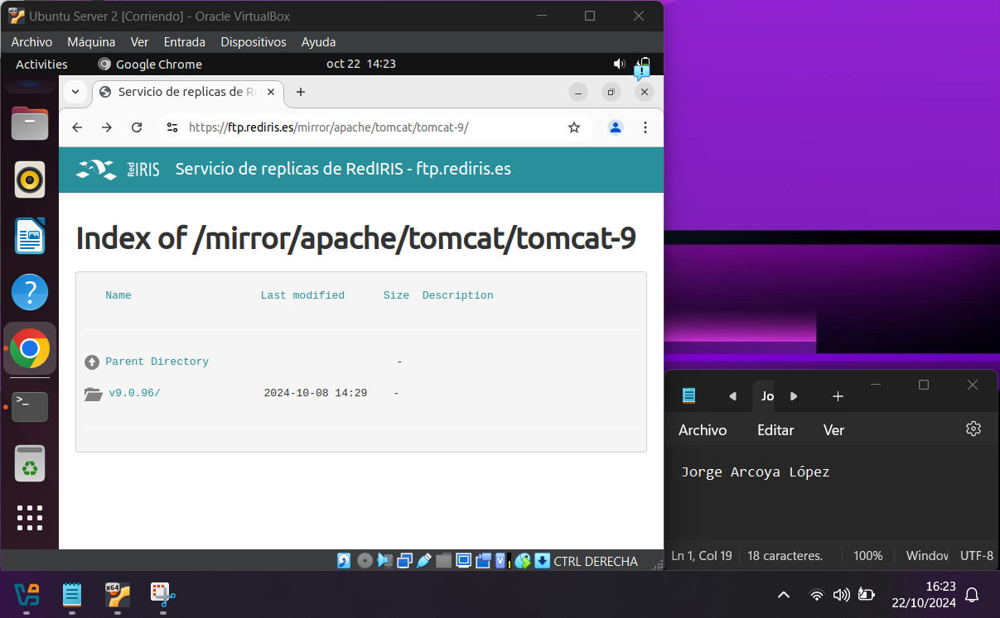 Ubuntu Server 2 [Corriendo] - Oracle VirtualBox
Archivo Máquina Ver Entrada Dispositivos Ayuda
Activities Google Chrome oct 22 14:23
Servicio de replicas de Re
https://ftp.rediris.es/mirror/apache/tomcat/tomcat-9/
RedIRIS Servicio de replicas de RedIRIS - ftp.rediris.es
Index of /mirror/apache/tomcat/tomcat-9
Name Last modified Size Description
Parent Directory -
v9.0.96/ 2024-10-08 14:29 -
CTRL DERECHA
Jo
Archivo Editar Ver
Jorge Arcoya López
Ln 1, Col 19 18 caracteres. 100% Window UTF-8
x64
16:23
22/10/2024